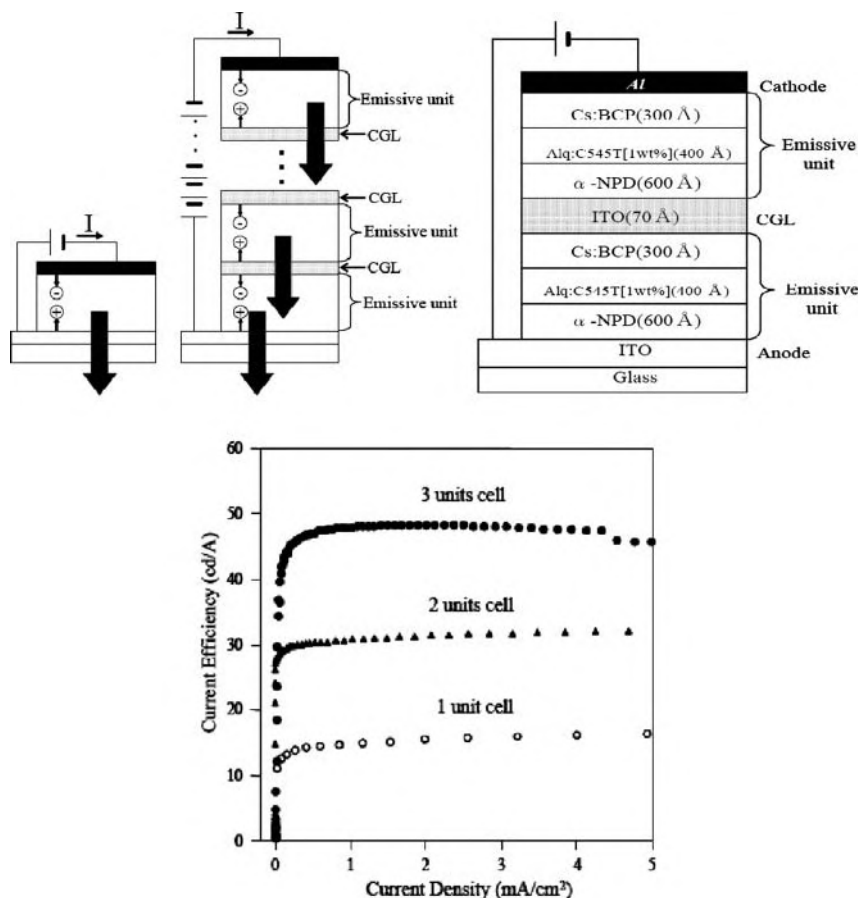 I
I
Emissive unit
CGL
CGL
Emissive unit
CGL
Emissive unit
Al
Cathode
Cs:BCP(300 Å)
Alq:C545T[1wt%](400 Å)
α -NPD(600 Å)
Emissive
unit
ITO(70 Å)
CGL
Cs:BCP(300 Å)
Alq:C545T[1wt%](400 Å)
α -NPD(600 Å)
Emissive
unit
ITO
Anode
Glass
60
50
40
30
20
10
0
Current Efficiency (cd/A)
3 units cell
2 units cell
1 unit cell
0 1 2 3 4 5
Current Density (mA/cm²)